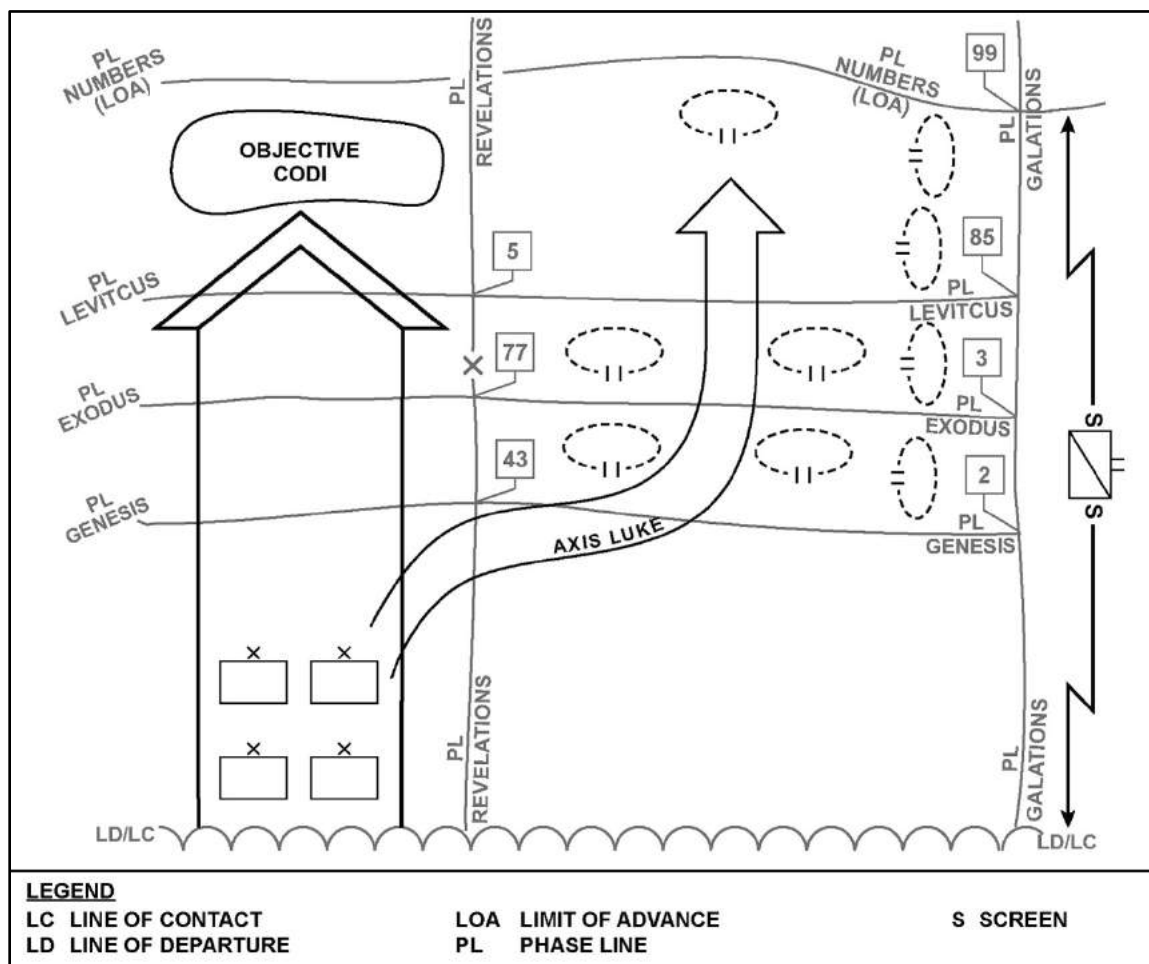 PL
NUMBERS
(LOA)
PL
REVELATIONS
PL
NUMBERS
(LOA)
99
PL
GALATIONS
OBJECTIVE
CODI
5
85
PL
LEVITCUS
PL
LEVITCUS
77
3
PL
EXODUS
PL
EXODUS
S
S
43
2
PL
GENESIS
PL
GENESIS
AXIS LUKE
PL
REVELATIONS
PL
GALATIONS
LD/LC
LD/LC
LEGEND
LC LINE OF CONTACT
LD LINE OF DEPARTURE
LOA LIMIT OF ADVANCE
PL PHASE LINE
S SCREEN